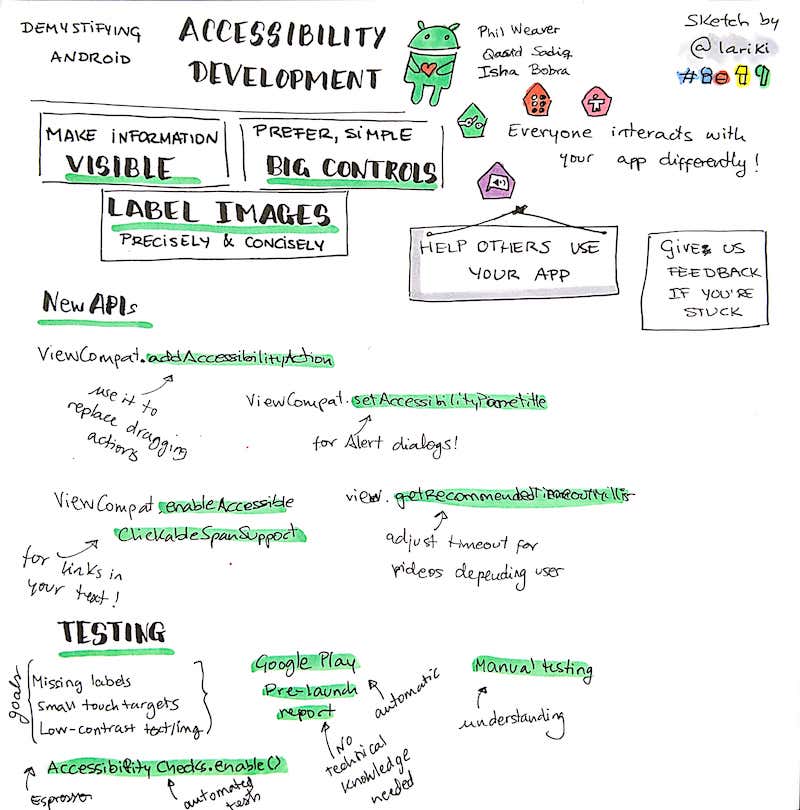 DEMYSTIFYING
ANDROID
ACCESSIBILITY
DEVELOPMENT
Phil Weaver
Qasid Sadiq
Isha Bobra
Sketch by
@lariki
#8019
MAKE INFORMATION
VISIBLE
PREFER, SIMPLE
BIG CONTROLS
LABEL IMAGES
PRECISELY & CONCISELY
Everyone interacts with
your app differently!
HELP OTHERS USE
YOUR APP
GIVE US
FEEDBACK
IF YOU'RE
STUCK
New APIs
ViewCompat.addAccessibilityAction
use it to
replace dragging
actions
ViewCompat.setAccessibilityPanetitle
for Alert dialogs!
ViewCompat.enableAccessible
ClickableSpanSupport
for links in
your text!
view.getRecommendedTimeoutMillis
adjust timeout for
videos depending user
TESTING
goals
Missing labels
Small touch targets
Low-contrast text/img
Accessibility Checks.enable()
Espresso
automated
tests
Google Play
Pre-launch
report
automatic
No
technical
knowledge
needed
Manual testing
understanding